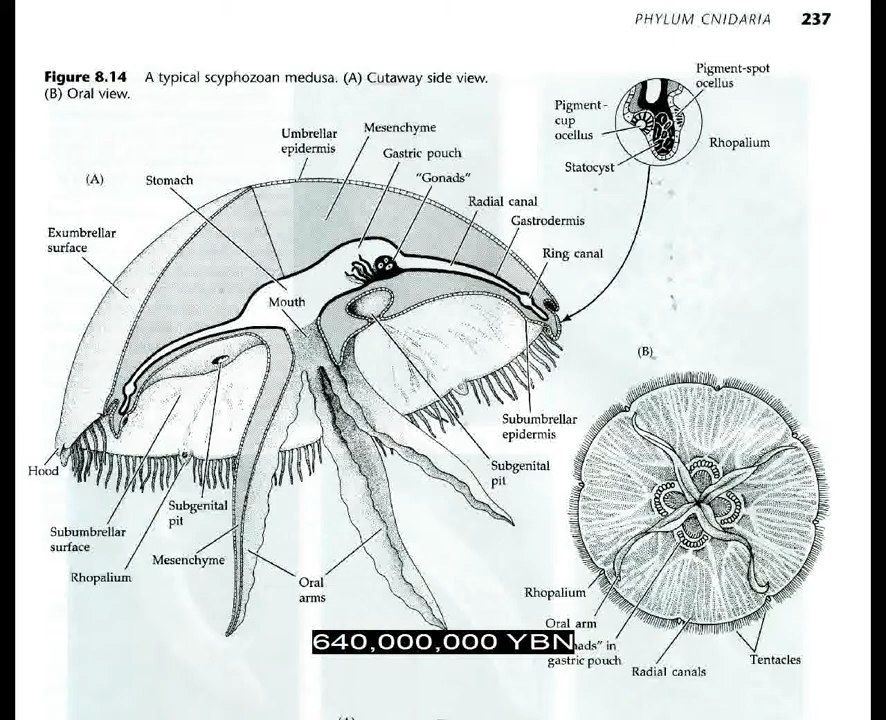 PHYLUM CNIDARIA 237
Figure 8.14 A typical scyphozoan medusa. (A) Cutaway side view.
(B) Oral view.
Pigment-spot
ocellus
Pigment-
cup
ocellus
Rhopalium
Statocyst
Umbrellar
epidermis
Mesenchyme
Gastric pouch
"Gonads"
(A)
Stomach
Radial canal
Gastrodermis
Exumbrellar
surface
Ring canal
Mouth
(B)
Subumbrellar
epidermis
Hood
Subgenital
pit
Subgenital
pit
Subumbrellar
surface
Mesenchyme
Rhopalium
Oral
arms
Rhopalium
Oral arm
640,000,000 YBN
nads" in
gastric pouch
Radial canals
Tentacles